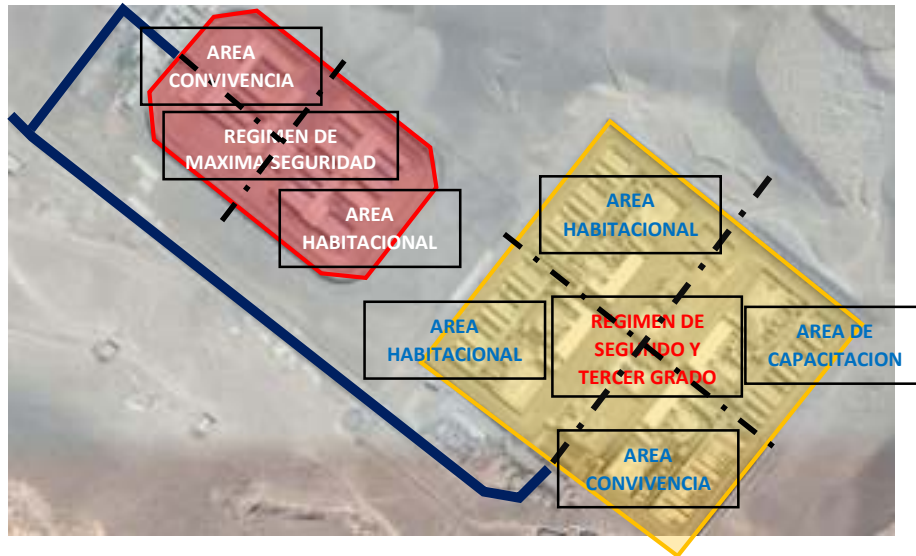 AREA
CONVIVENCIA
REGIMEN DE
MAXIMA SEGURIDAD
AREA
HABITACIONAL
AREA
HABITACIONAL
AREA
HABITACIONAL
REGIMEN DE
SEGUNDO Y
TERCER GRADO
AREA DE
CAPACITACION
AREA
CONVIVENCIA